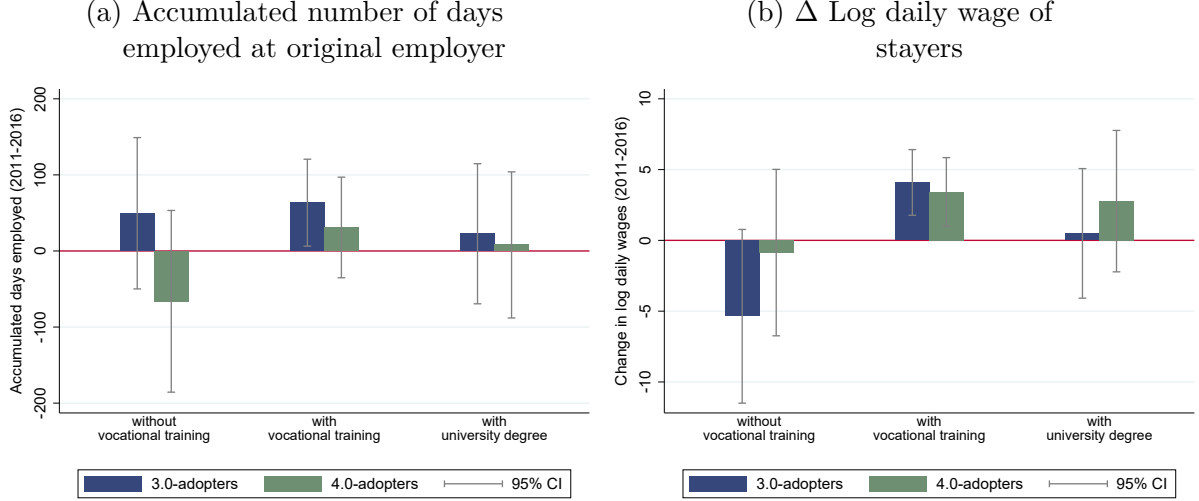 (a) Accumulated number of days
employed at original employer
Accumulated days employed (2011-2016)
200
100
0
-100
-200
without
vocational training
with
vocational training
with
university degree
3.0-adopters
4.0-adopters
95% CI
(b) Δ Log daily wage of
stayers
Change in log daily wages (2011-2016)
10
5
0
-5
-10
without
vocational training
with
vocational training
with
university degree
3.0-adopters
4.0-adopters
95% CI